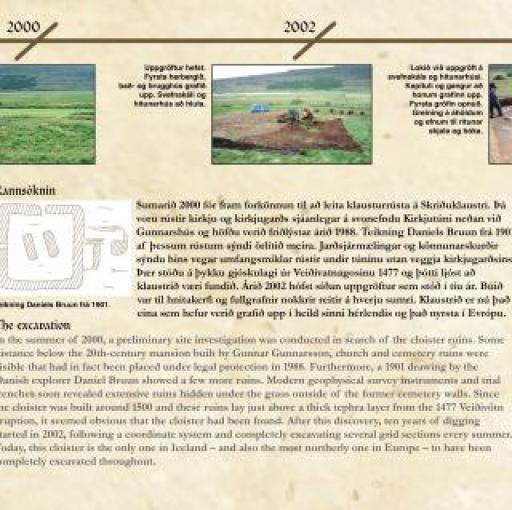 2000
2002
Uppgröftur hefst.
Fyrsta herbergið,
búr- og brugghús grafið
upp. Svefnskáli og
hitunarhús að hluta.
Lokið við uppgröft á
svefnskála og hitunarhúsi.
Kapítuli og gangur að
honum grafinn upp.
Fyrsta gröfin opnuð.
Greining á áhöldum
og efnum til ritunar
skjala og bóka.
Rannsóknin
Sumarið 2000 fór fram forkönnun til að leita klausturrústa á Skriðuklaustri. Þá
voru rústir kirkju og kirkjugarðs sjáanlegar á svonefndu Kirkjutúni neðan við
Gunnarshús og höfðu verið friðlýstar árið 1988. Teikning Daniels Bruun frá 190
af þessum rústum sýndi örlítið meira. Jarðsjármælingar og könnunarskurðir
sýndu hins vegar umfangsmiklar rústir undir túninu utan veggja kirkjugarðsins
Þær stóðu á þykku gjóskulagi úr Veiðivatnagosinu 1477 og þótti ljóst að
klaustrið væri fundið. Árið 2002 hófst síðan uppgröftur sem stóð í tíu ár. Búið
var til hnitakerfi og fullgrafnir nokkrir reitir á hverju sumri. Klaustrið er nú það
eina sem hefur verið grafið upp í heild sinni hérlendis og það nyrsta í Evrópu.
eikning Daniels Bruun frá 1901.
The excavation
n the summer of 2000, a preliminary site investigation was conducted in search of the cloister ruins. Some
distance below the 20th-century mansion built by Gunnar Gunnarsson, church and cemetery ruins were
visible that had in fact been placed under legal protection in 1988. Furthermore, a 1901 drawing by the
Danish explorer Daniel Bruun showed a few more ruins. Modern geophysical survey instruments and trial
trenches soon revealed extensive ruins hidden under the grass outside of the former cemetery walls. Since
the cloister was built around 1500 and these ruins lay just above a thick tephra layer from the 1477 Veiðivötn
eruption, it seemed obvious that the cloister had been found. After this discovery, ten years of digging
started in 2002, following a coordinate system and completely excavating several grid sections every summer.
Today, this cloister is the only one in Iceland – and also the most northerly one in Europe – to have been
completely excavated throughout.